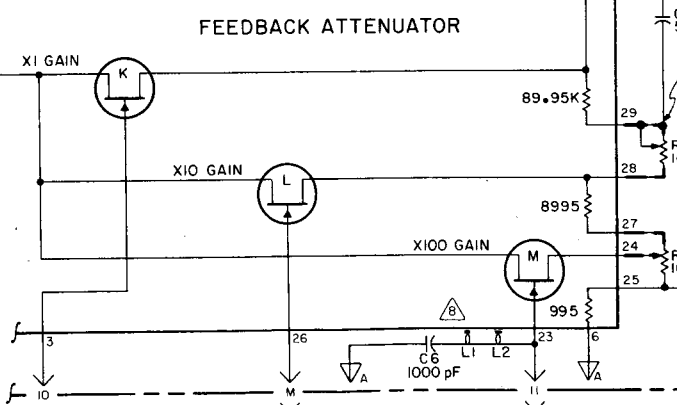 FEEDBACK ATTENUATOR
X1 GAIN
K
89.95K
29
X10 GAIN
L
28
8995
27
X100 GAIN
M
24
25
995
8
3
26
C6
1000 pF
L1
L2
23
6
A
A
10
M
11